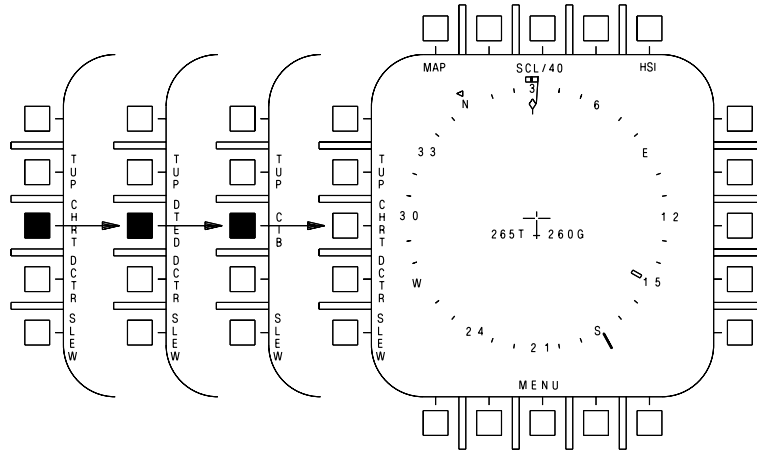 MAP SCL/40 HSI
TUP CHRT DCTR SLEW
TUP DTED DCTR SLEW
TUP CIB SLEW
TUP CHRT DCTR SLEW
N
3
6
E
12
15
S
21
24
W
30
33
265T 260G
MENU